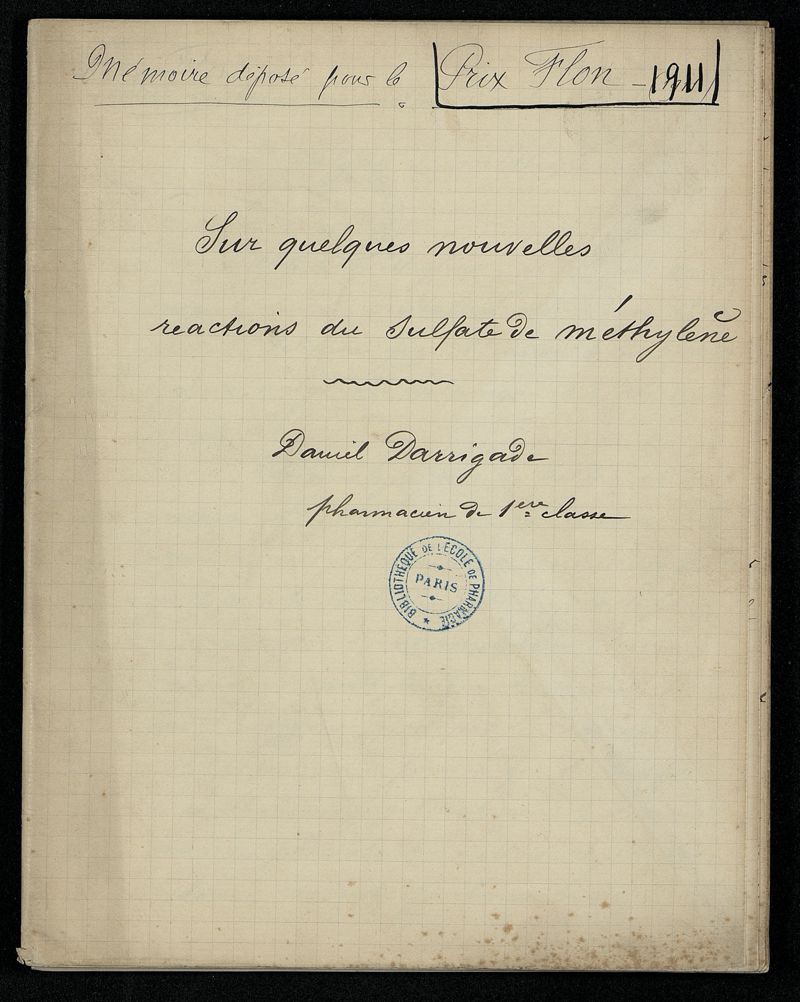 Mémoire déposé pour le Prix Flon - 1911
Sur quelques nouvelles
reactions du sulfate de méthylène
Daniel Darrigade
pharmacien de 1ère classe
BIBLIOTHÈQUE DE L'ÉCOLE DE PHARMACIE
PARIS